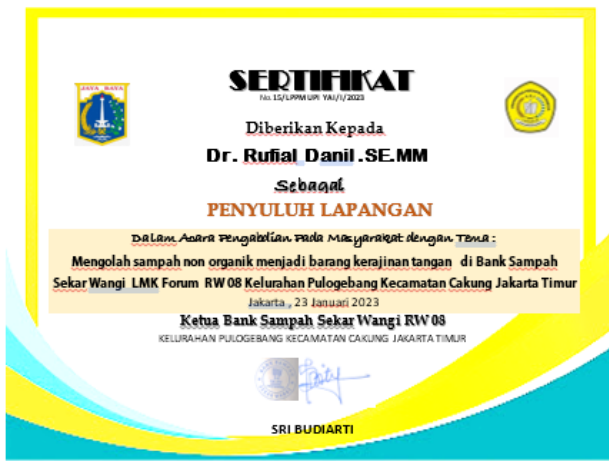 JAYA RAYA
SERTIFIKAT
No. 15/LPPM UPI YAI/I/2023
Diberikan Kepada
Dr. Rufial Danil .SE.MM
Sebagai
PENYULUH LAPANGAN
Dalam Acara Pengabdian Pada Masyarakat dengan Tema :
Mengolah sampah non organik menjadi barang kerajinan tangan di Bank Sampah
Sekar Wangi LMK Forum RW 08 Kelurahan Pulogebang Kecamatan Cakung Jakarta Timur
Jakarta , 23 Januari 2023
Ketua Bank Sampah Sekar Wangi RW 08
KELURAHAN PULOGEBANG KECAMATAN CAKUNG JAKARTA TIMUR
SRI BUDIARTI